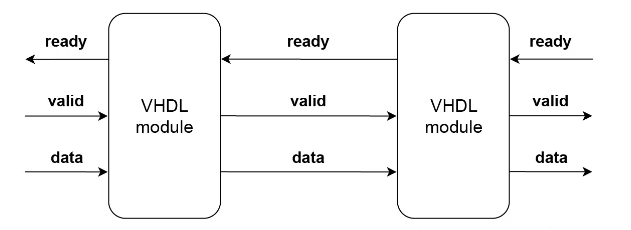 ready
ready
ready
valid
VHDL
module
valid
VHDL
module
valid
data
data
data